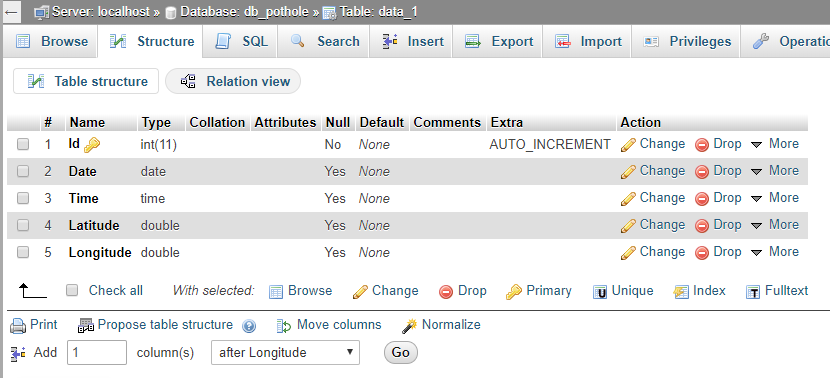 Server: localhost » Database: db_pothole » Table: data_1
Browse Structure SQL Search Insert Export Import Privileges Operatio
Table structure Relation view
# Name Type Collation Attributes Null Default Comments Extra Action
1 Id int(11) No None AUTO_INCREMENT Change Drop More
2 Date date Yes None Change Drop More
3 Time time Yes None Change Drop More
4 Latitude double Yes None Change Drop More
5 Longitude double Yes None Change Drop More
Check all With selected: Browse Change Drop Primary Unique Index Fulltext
Print Propose table structure Move columns Normalize
Add 1 column(s) after Longitude Go